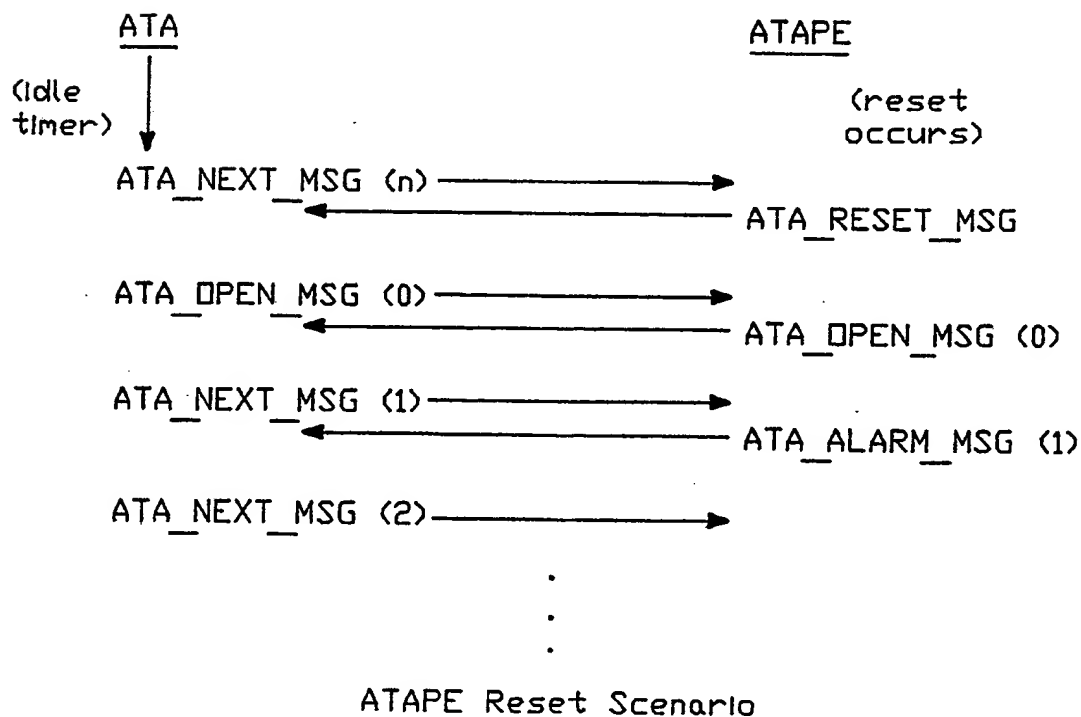 ATA
ATAPE
(idle
timer)
(reset
occurs)
ATA_NEXT_MSG (n)
ATA_RESET_MSG
ATA_OPEN_MSG (0)
ATA_OPEN_MSG (0)
ATA_NEXT_MSG (1)
ATA_ALARM_MSG (1)
ATA_NEXT_MSG (2)
.
.
.
ATAPE Reset Scenario